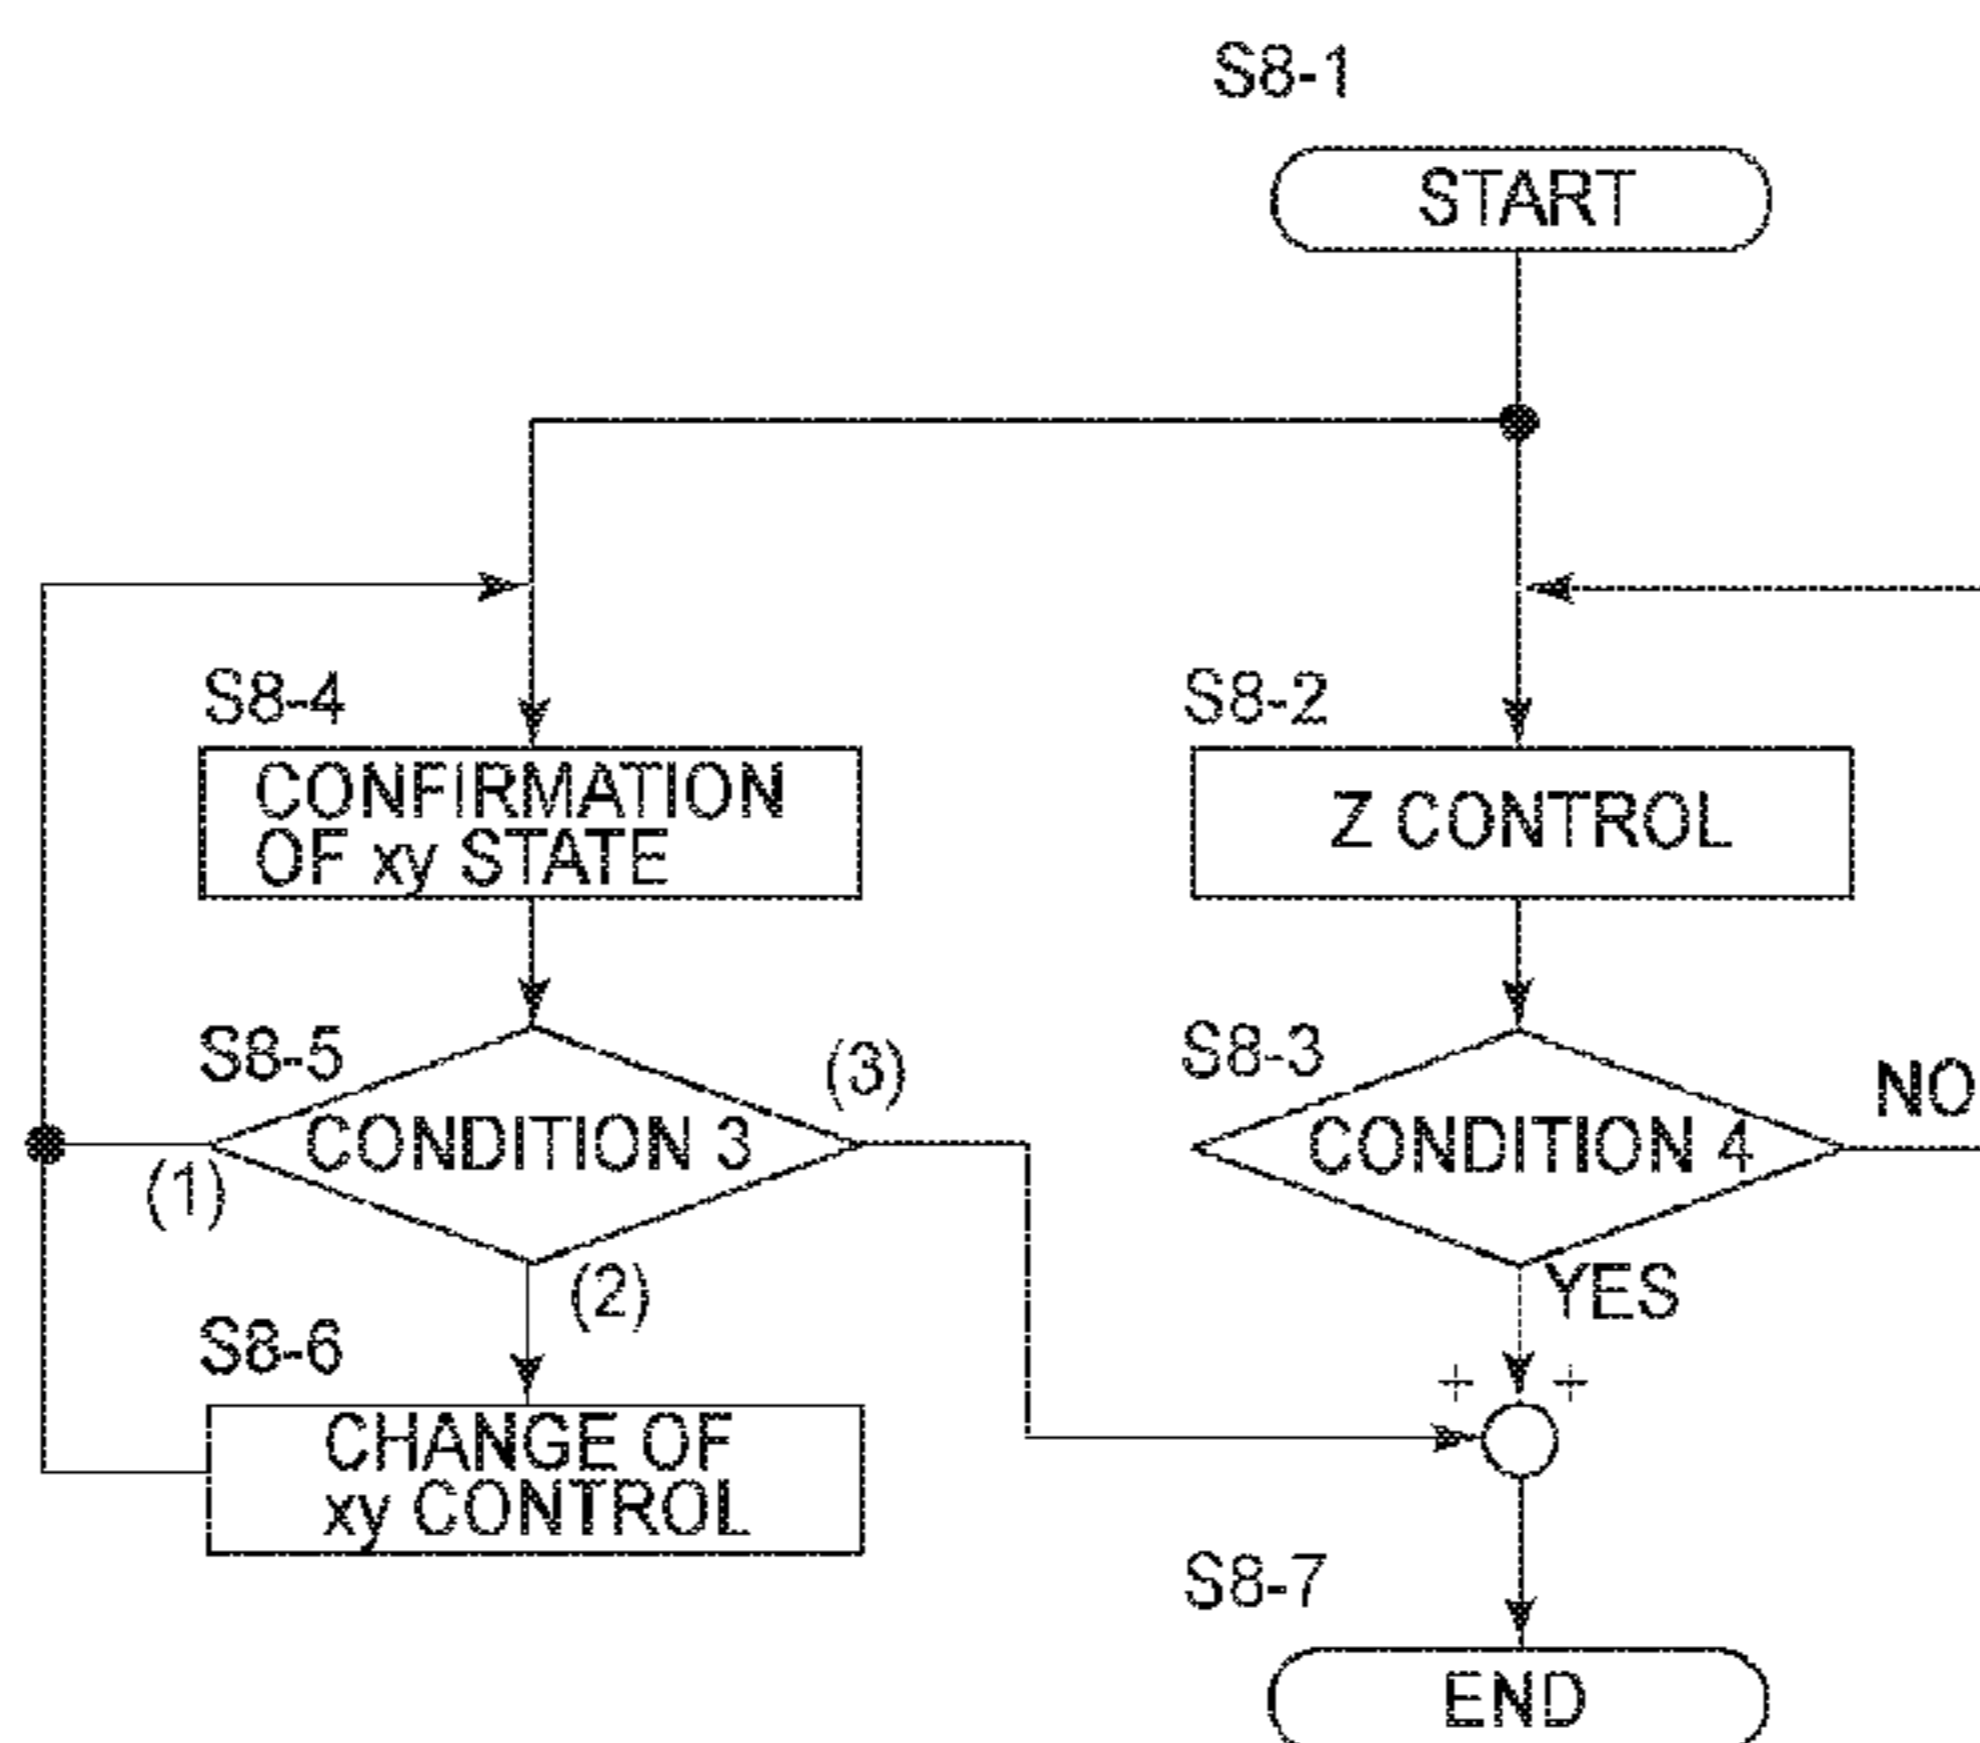 S8-1
START
S8-4
CONFIRMATION
OF xy STATE
S8-2
Z CONTROL
S8-5
CONDITION 3
(1)
(2)
(3)
S8-3
CONDITION 4
NO
YES
S8-6
CHANGE OF
xy CONTROL
+ +
S8-7
END